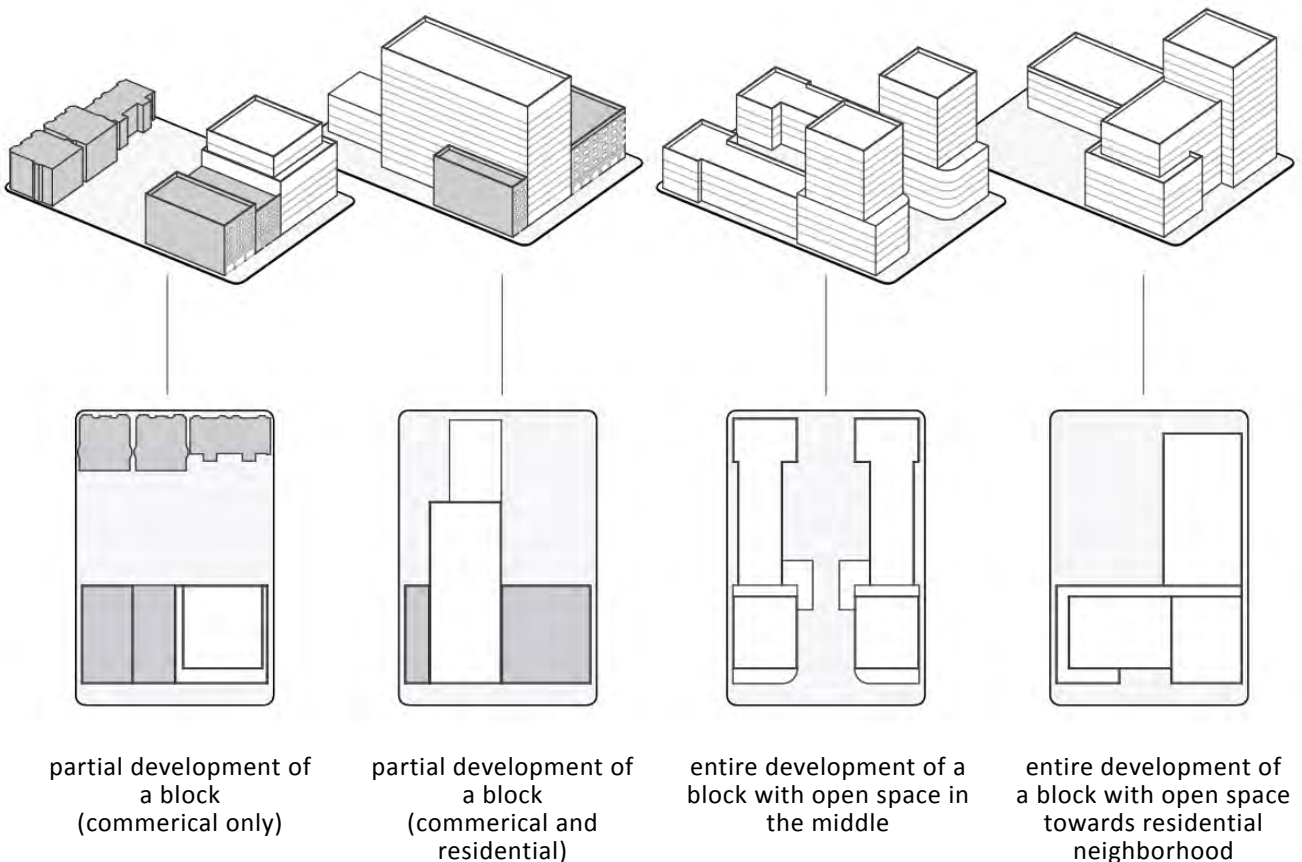 partial development of
a block
(commerical only)
partial development of
a block
(commerical and
residential)
entire development of a
block with open space in
the middle
entire development of
a block with open space
towards residential
neighborhood